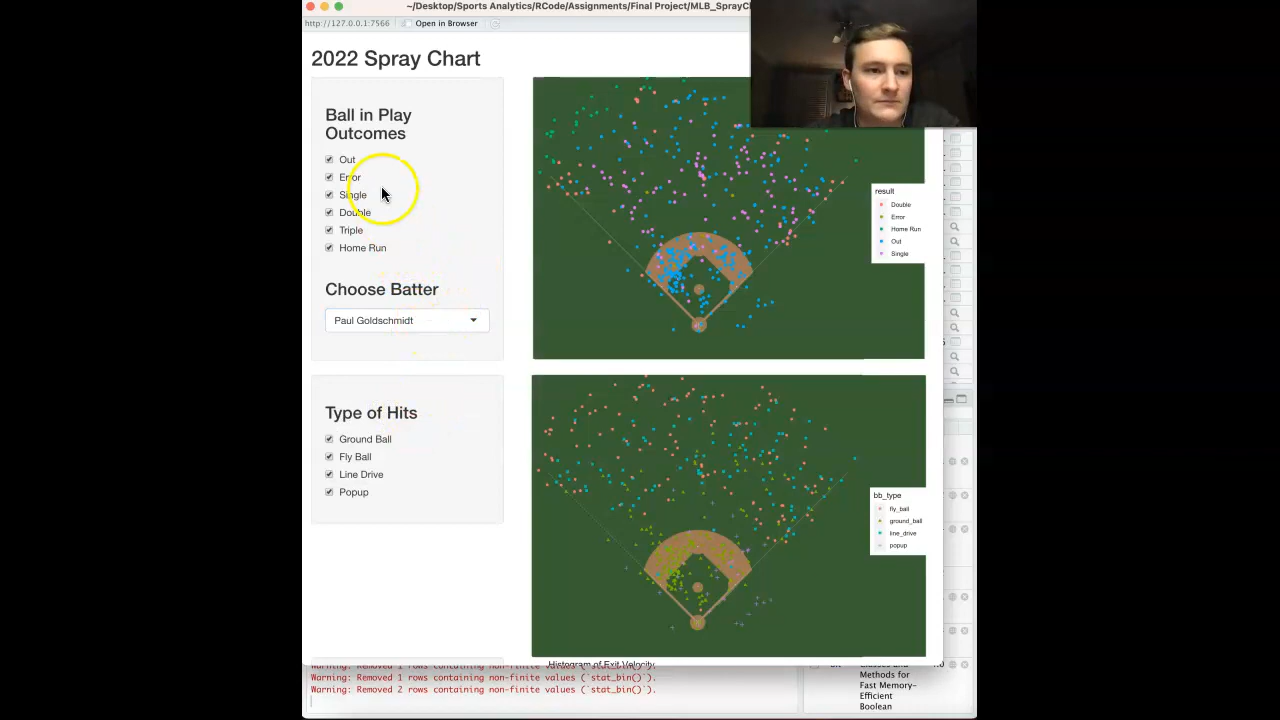 ~/Desktop/Sports Analytics/RCode/Assignments/Final Project/MLB_SprayCh
http://127.0.0.1:7566
Open in Browser
2022 Spray Chart
Ball in Play
Outcomes
Out
Error
Single
Double
Triple
Home Run
Choose Batter
Paul Goldschmidt
result
Double
Error
Home Run
Out
Single
Type of Hits
Ground Ball
Fly Ball
Line Drive
Popup
bb_type
fly_ball
ground_ball
line_drive
popup
Histogram of Exit Velocity
Warning: Removed 1 rows containing non-finite values (`stat_bin()`).
Warning: Removed 1 rows containing non-finite values (`stat_bin()`).
Warning: Removed 2 rows containing non-finite values (`stat_bin()`).
Classes and
Methods for
Fast Memory-
Efficient
Boolean